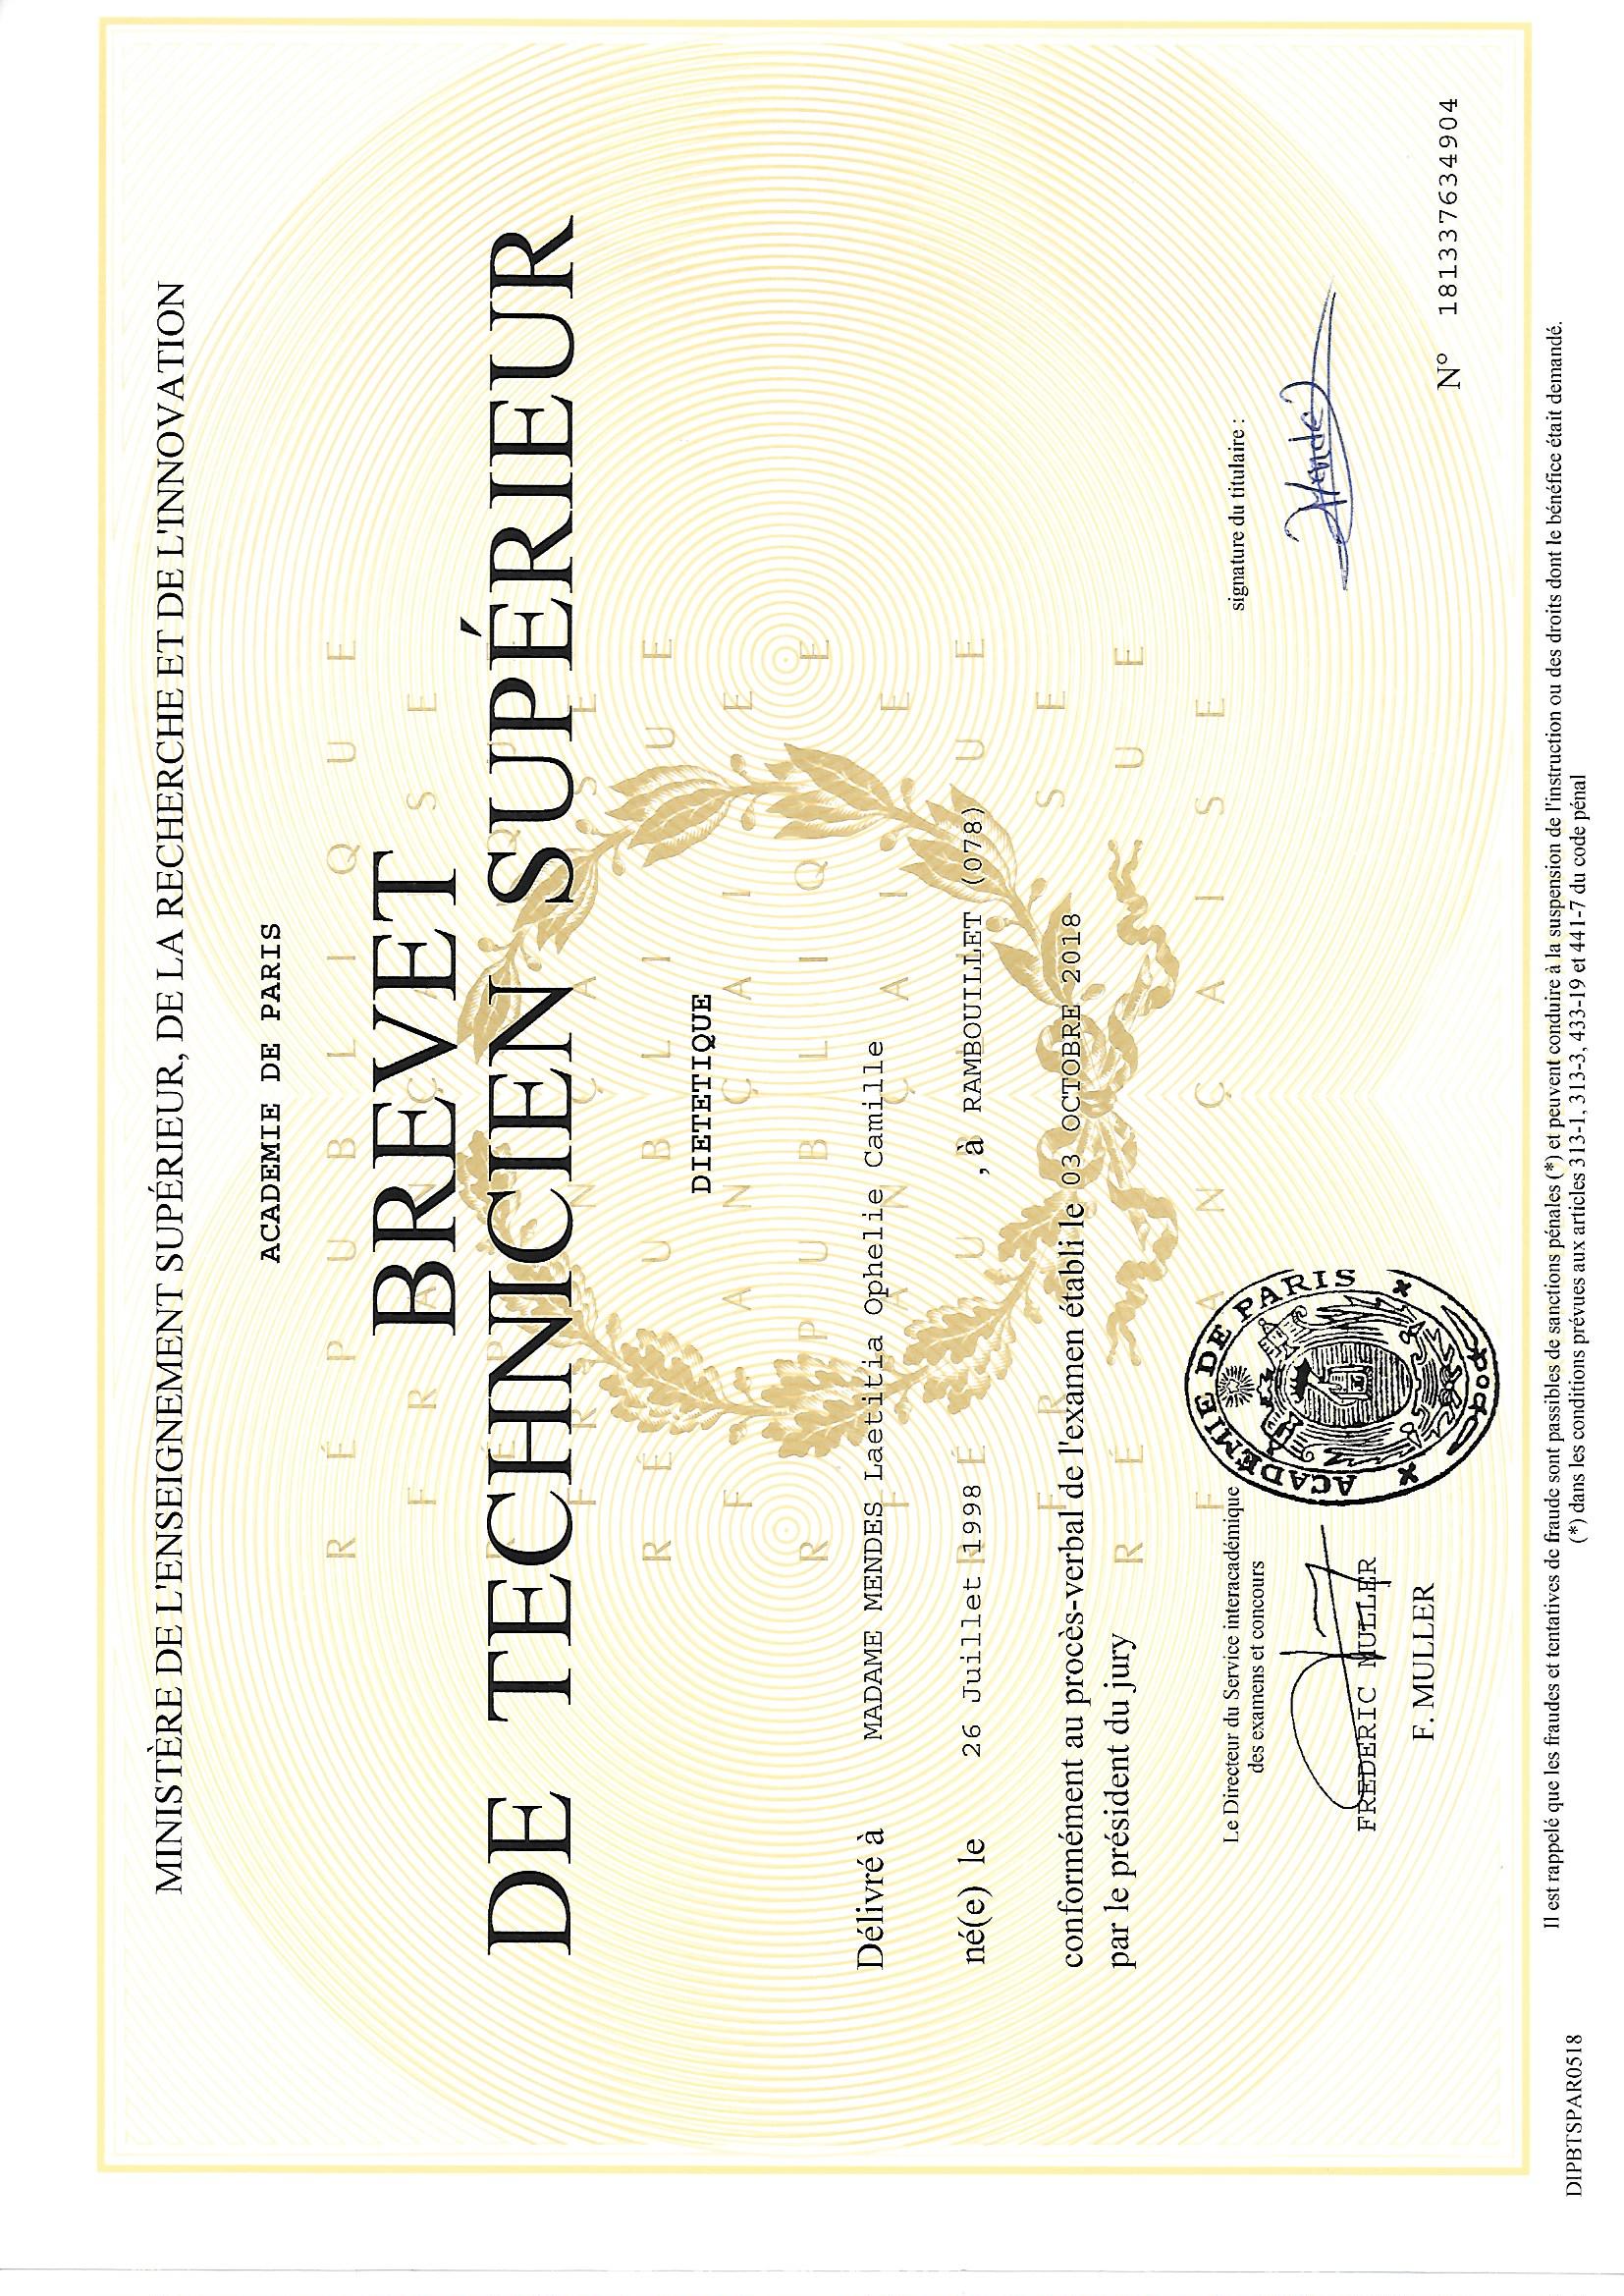 MINISTÈRE DE L'ENSEIGNEMENT SUPÉRIEUR, DE LA RECHERCHE ET DE L'INNOVATION
ACADEMIE DE PARIS
RÉPUBLIQUE
FRANÇAISE
BREVET
DE TECHNICIEN SUPÉRIEUR
DIETETIQUE
Délivré à MADAME MENDES Laetitia Ophelie Camille
né(e) le 26 Juillet 1998 , à RAMBOUILLET (078)
conformément au procès-verbal de l'examen établi le 03 OCTOBRE 2018
par le président du jury
Le Directeur du Service interacadémique
des examens et concours
FREDERIC MULLER
F. MULLER
ACADEMIE DE PARIS
signature du titulaire :
Mendes
N° 181337634904
Il est rappelé que les fraudes et tentatives de fraude sont passibles de sanctions pénales (*) et peuvent conduire à la suspension de l'instruction ou des droits dont le bénéfice était demandé.
(*) dans les conditions prévues aux articles 313-1, 313-3, 433-19 et 441-7 du code pénal
DIPBTSPAR0518